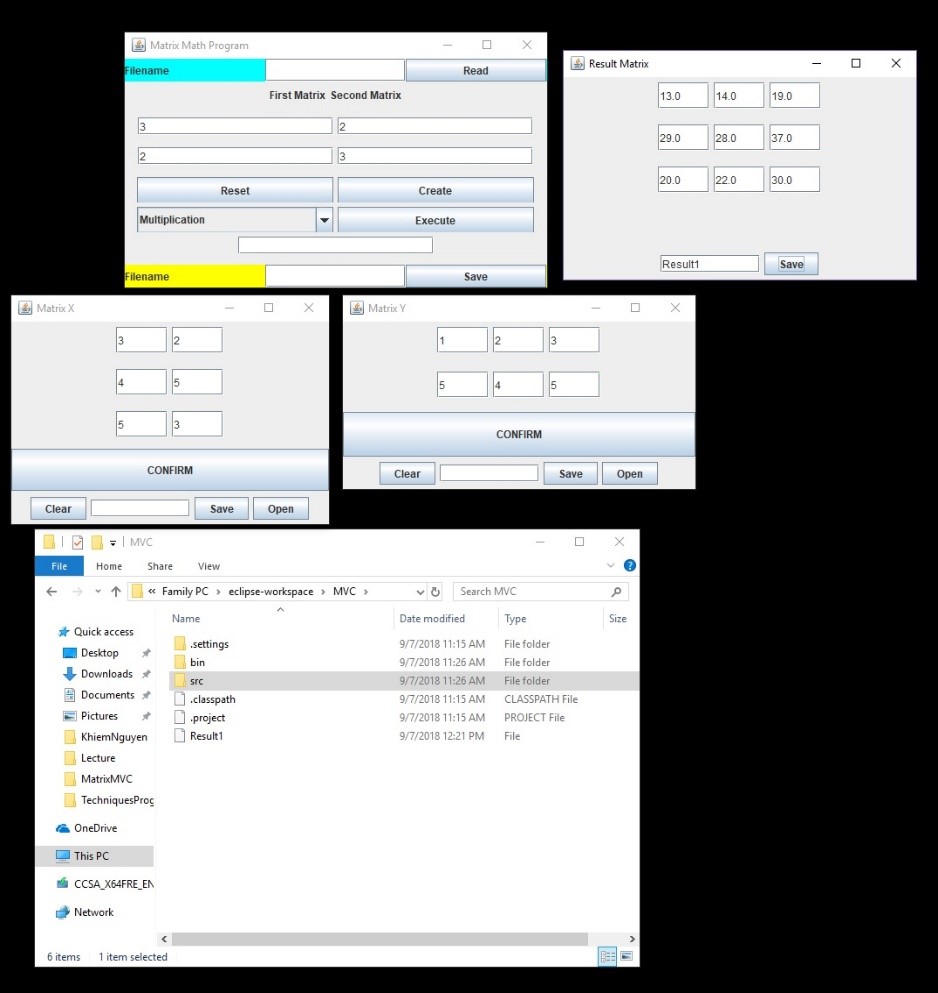 Matrix Math Program
Filename Read
First Matrix Second Matrix
3 2
2 3
Reset Create
Multiplication Execute
Filename Save
Result Matrix
13.0 14.0 19.0
29.0 28.0 37.0
20.0 22.0 30.0
Result1 Save
Matrix X
3 2
4 5
5 3
CONFIRM
Clear Save Open
Matrix Y
1 2 3
5 4 5
CONFIRM
Clear Save Open
MVC
File Home Share View
« Family PC > eclipse-workspace > MVC > Search MVC
Name Date modified Type Size
Quick access
Desktop
Downloads
Documents
Pictures
KhiemNguyen
Lecture
MatrixMVC
TechniquesProg
OneDrive
This PC
CCSA_X64FRE_EN
Network
.settings 9/7/2018 11:15 AM File folder
bin 9/7/2018 11:26 AM File folder
src 9/7/2018 11:26 AM File folder
.classpath 9/7/2018 11:15 AM CLASSPATH File
.project 9/7/2018 11:15 AM PROJECT File
Result1 9/7/2018 12:21 PM File
6 items 1 item selected